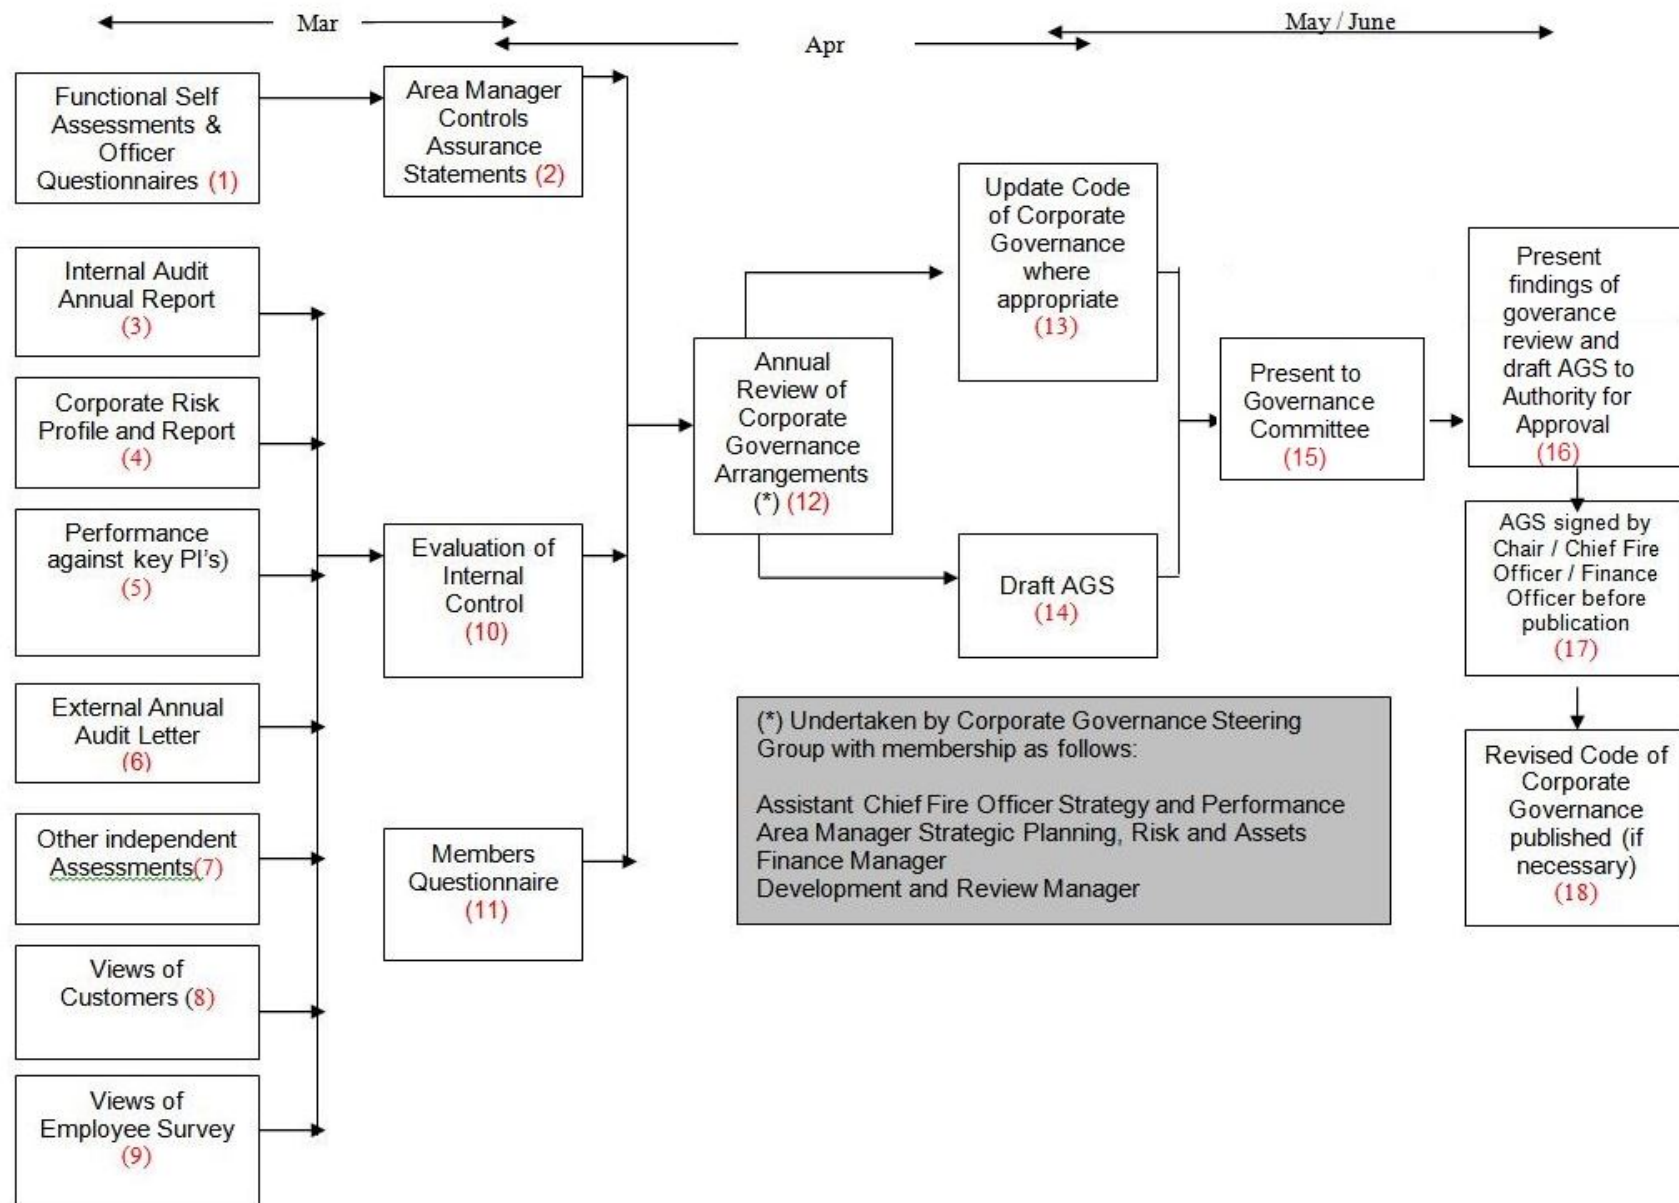 Mar
Apr
May / June
Functional Self
Assessments &
Officer
Questionnaires (1)
Area Manager
Controls
Assurance
Statements (2)
Internal Audit
Annual Report
(3)
Corporate Risk
Profile and Report
(4)
Performance
against key PI's)
(5)
External Annual
Audit Letter
(6)
Other independent
Assessments(7)
Views of
Customers (8)
Views of
Employee Survey
(9)
Evaluation of
Internal
Control
(10)
Members
Questionnaire
(11)
Annual
Review of
Corporate
Governance
Arrangements
(*) (12)
Update Code
of Corporate
Governance
where
appropriate
(13)
Draft AGS
(14)
Present to
Governance
Committee
(15)
Present
findings of
goverance
review and
draft AGS to
Authority for
Approval
(16)
AGS signed by
Chair / Chief Fire
Officer / Finance
Officer before
publication
(17)
Revised Code of
Corporate
Governance
published (if
necessary)
(18)
(*) Undertaken by Corporate Governance Steering
Group with membership as follows:
Assistant Chief Fire Officer Strategy and Performance
Area Manager Strategic Planning, Risk and Assets
Finance Manager
Development and Review Manager